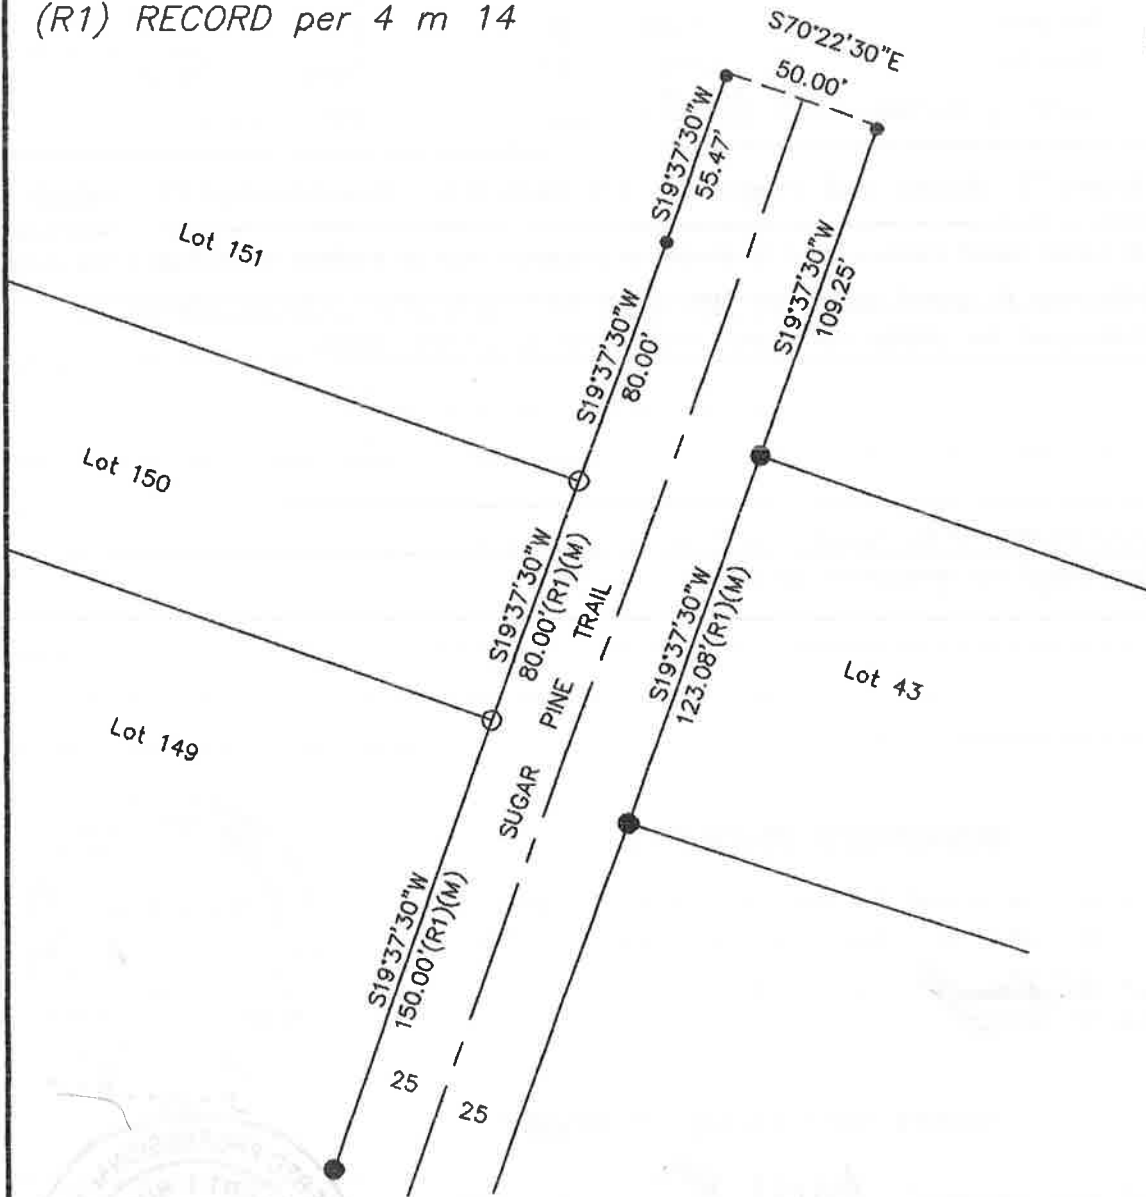 (R1) RECORD per 4 m 14
S70°22'30"E
50.00'
S19°37'30"W
55.47'
Lot 151
S19°37'30"W
109.25'
S19°37'30"W
80.00'
Lot 150
S19°37'30"W
80.00'(R1)(M)
S19°37'30"W
123.08'(R1)(M)
Lot 43
SUGAR PINE TRAIL
Lot 149
S19°37'30"W
150.00'(R1)(M)
25
25